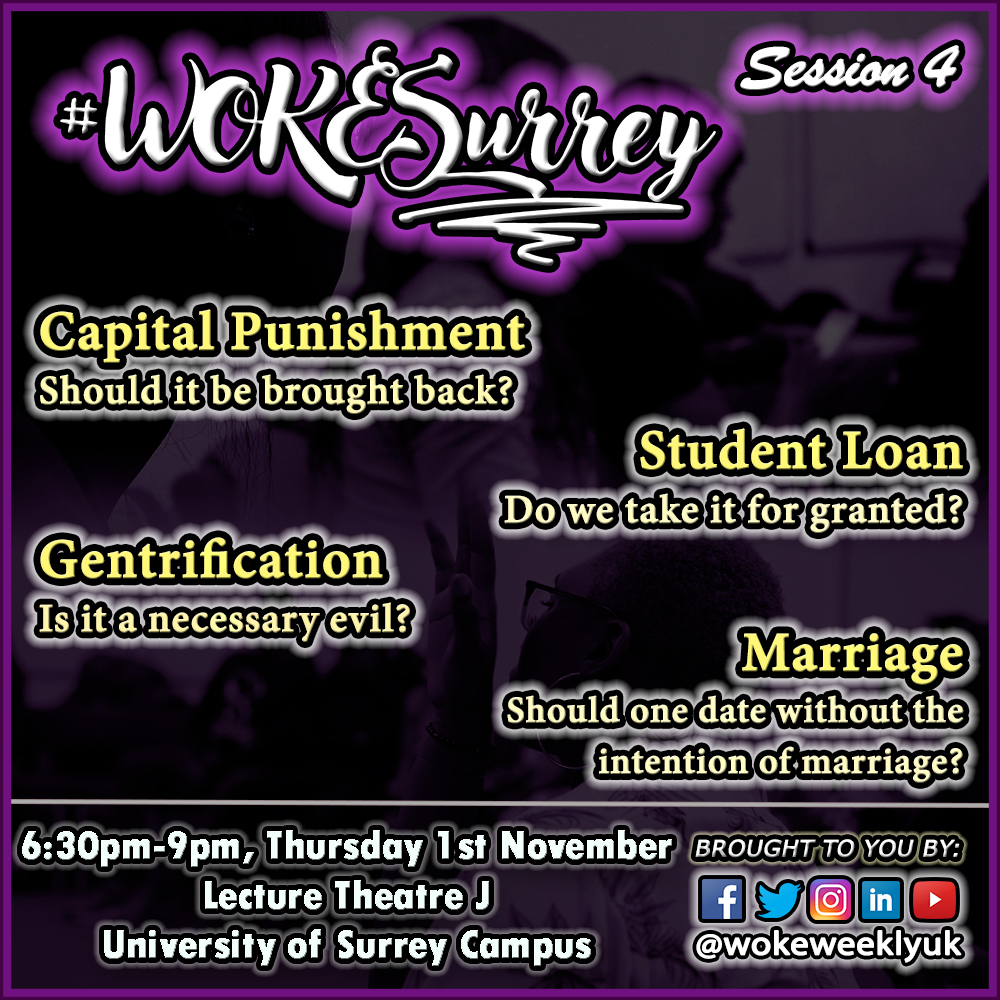 #WOKESurrey
Session 4
Capital Punishment
Should it be brought back?
Student Loan
Do we take it for granted?
Gentrification
Is it a necessary evil?
Marriage
Should one date without the
intention of marriage?
6:30pm-9pm, Thursday 1st November
Lecture Theatre J
University of Surrey Campus
BROUGHT TO YOU BY:
f in
@wokeweeklyuk